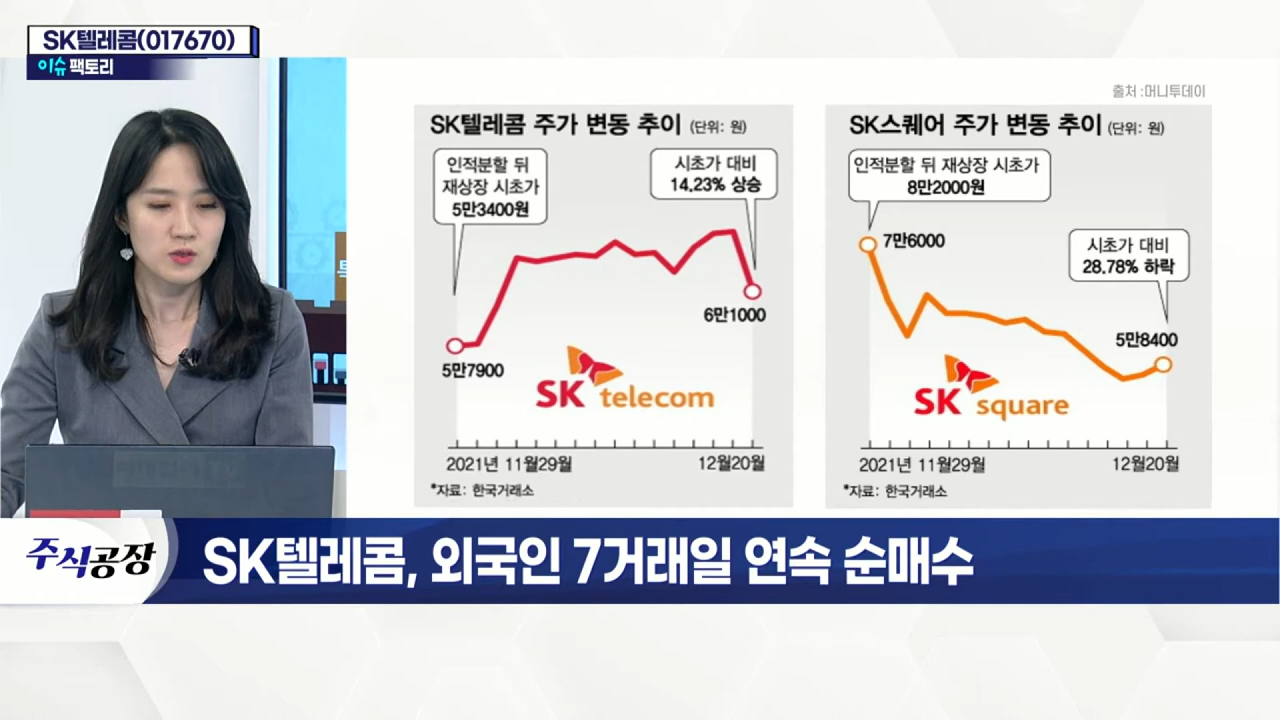 SK텔레콤(017670)
이슈 팩토리
출처 :머니투데이
SK텔레콤 주가 변동 추이 (단위: 원)
인적분할 뒤
재상장 시초가
5만3400원
시초가 대비
14.23% 상승
6만1000
5만7900
SK telecom
2021년 11월29월
12월20일
*자료: 한국거래소
SK스퀘어 주가 변동 추이 (단위: 원)
인적분할 뒤 재상장 시초가
8만2000원
7만6000
시초가 대비
28.78% 하락
5만8400
SK square
2021년 11월29월
12월20일
*자료: 한국거래소
주식공장
SK텔레콤, 외국인 7거래일 연속 순매수